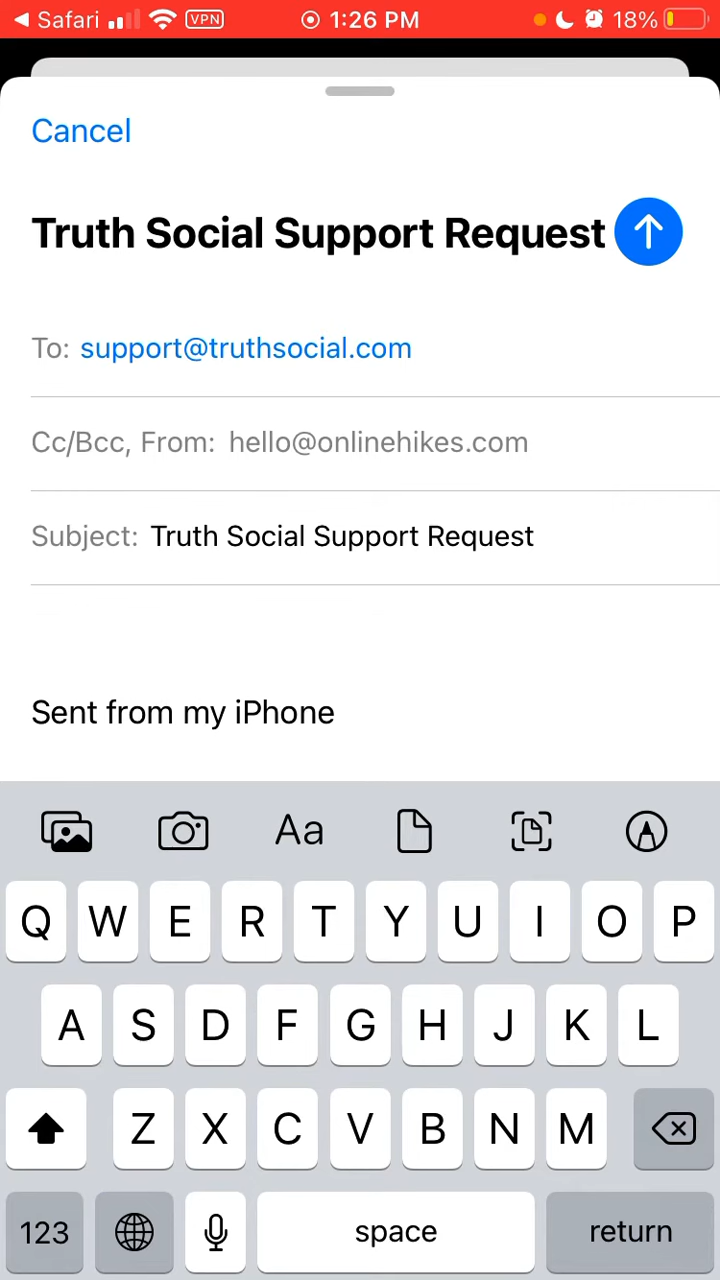 Safari VPN 1:26 PM 18%
Cancel
Truth Social Support Request
To: support@truthsocial.com
Cc/Bcc, From: hello@onlinehikes.com
Subject: Truth Social Support Request
Sent from my iPhone
Aa
Q W E R T Y U I O P
A S D F G H J K L
Z X C V B N M
123 space return